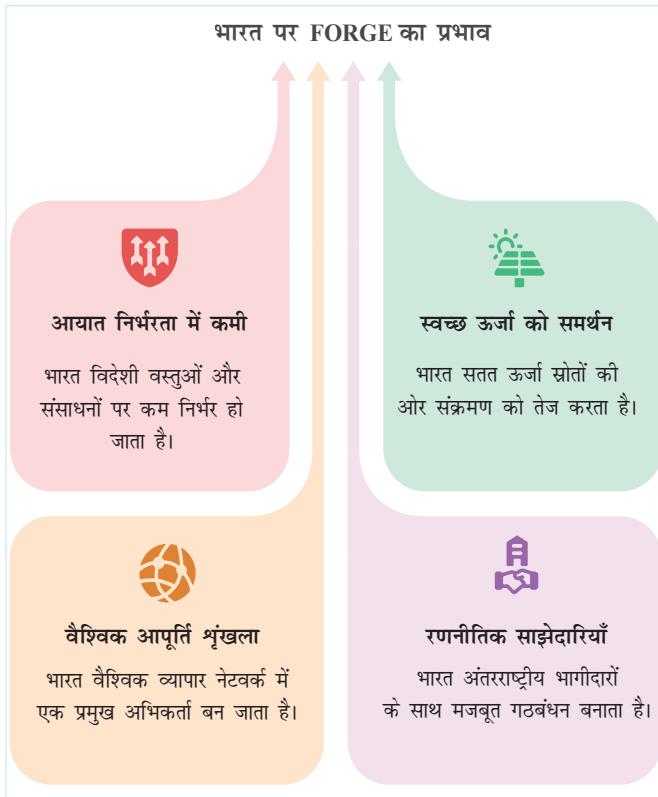 भारत पर FORGE का प्रभाव
आयात निर्भरता में कमी
भारत विदेशी वस्तुओं और
संसाधनों पर कम निर्भर हो
जाता है।
स्वच्छ ऊर्जा को समर्थन
भारत सतत ऊर्जा स्रोतों की
ओर संक्रमण को तेज करता है।
वैश्विक आपूर्ति शृंखला
भारत वैश्विक व्यापार नेटवर्क में
एक प्रमुख अभिकर्ता बन जाता है।
रणनीतिक साझेदारियाँ
भारत अंतरराष्ट्रीय भागीदारों
के साथ मजबूत गठबंधन बनाता है।